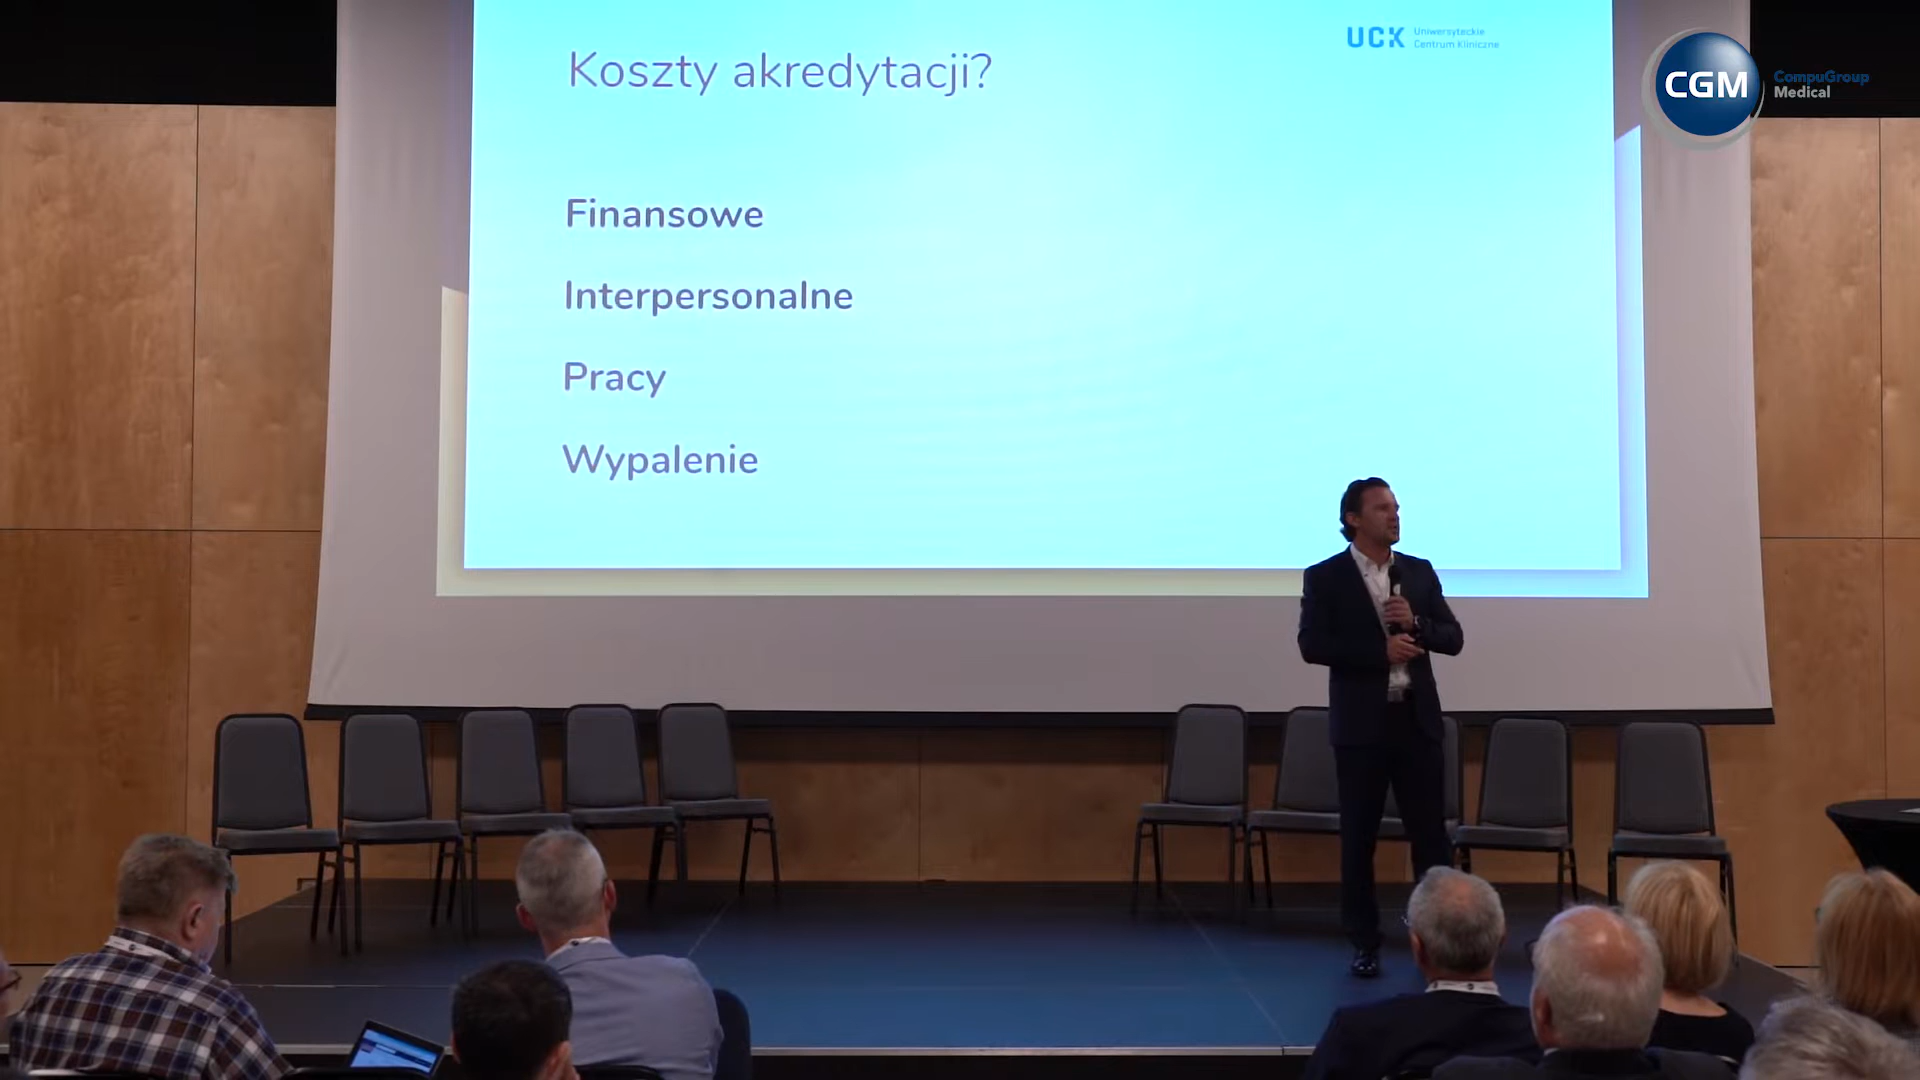 Koszty akredytacji?
UCK Uniwersyteckie
Centrum Kliniczne
CGM CompuGroup
Medical
Finansowe
Interpersonalne
Pracy
Wypalenie